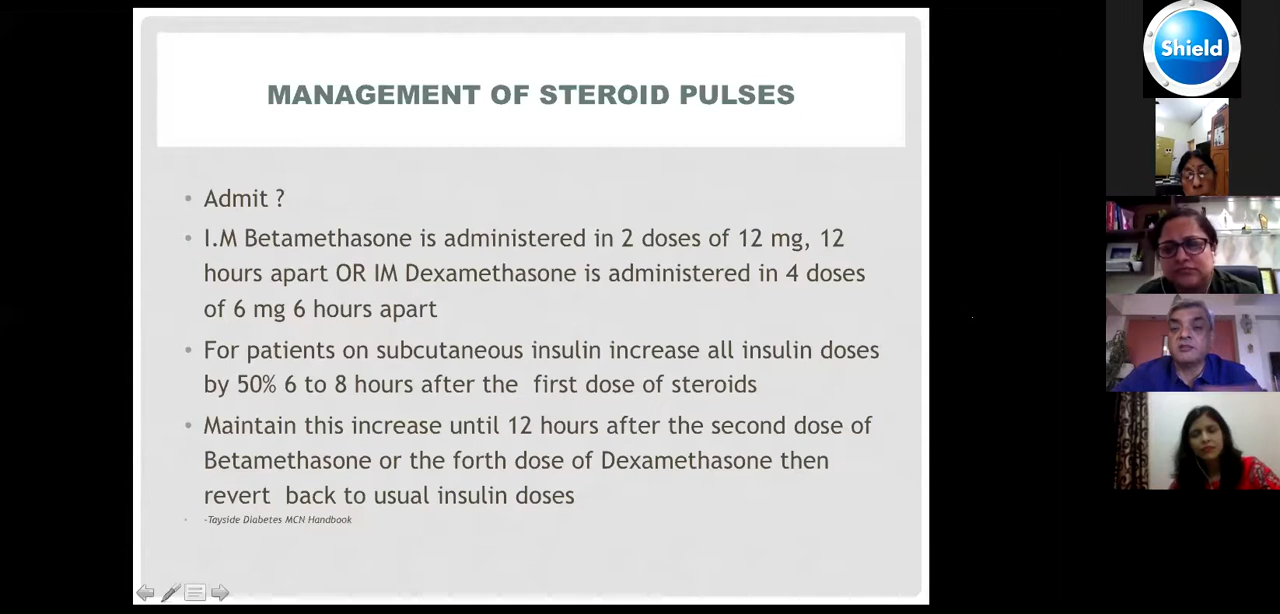 Shield
MANAGEMENT OF STEROID PULSES
• Admit ?
• I.M Betamethasone is administered in 2 doses of 12 mg, 12
hours apart OR IM Dexamethasone is administered in 4 doses
of 6 mg 6 hours apart
• For patients on subcutaneous insulin increase all insulin doses
by 50% 6 to 8 hours after the  first dose of steroids
• Maintain this increase until 12 hours after the second dose of
Betamethasone or the forth dose of Dexamethasone then
revert  back to usual insulin doses
• -Tayside Diabetes MCN Handbook